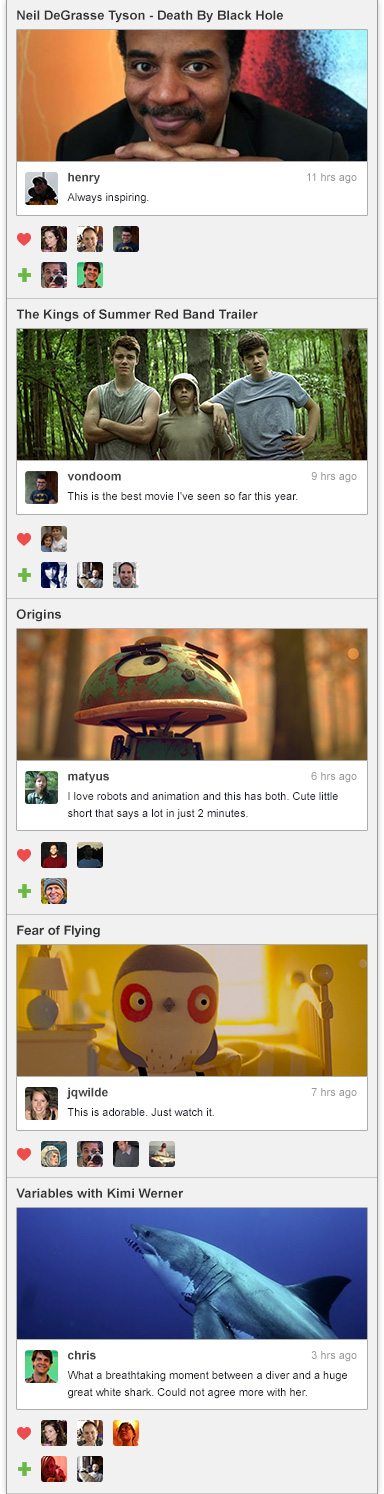 Neil DeGrasse Tyson - Death By Black Hole
henry
11 hrs ago
Always inspiring.
The Kings of Summer Red Band Trailer
vondoom
9 hrs ago
This is the best movie I've seen so far this year.
Origins
matyus
6 hrs ago
I love robots and animation and this has both. Cute little
short that says a lot in just 2 minutes.
Fear of Flying
jqwilde
7 hrs ago
This is adorable. Just watch it.
Variables with Kimi Werner
chris
3 hrs ago
What a breathtaking moment between a diver and a huge
great white shark. Could not agree more with her.